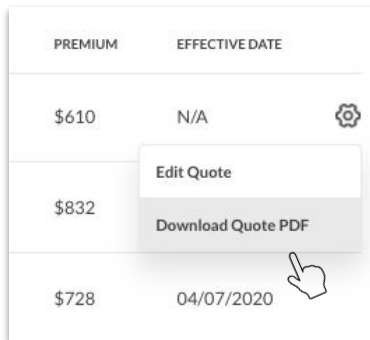 PREMIUM EFFECTIVE DATE
$610 N/A
Edit Quote
$832
Download Quote PDF
$728 04/07/2020